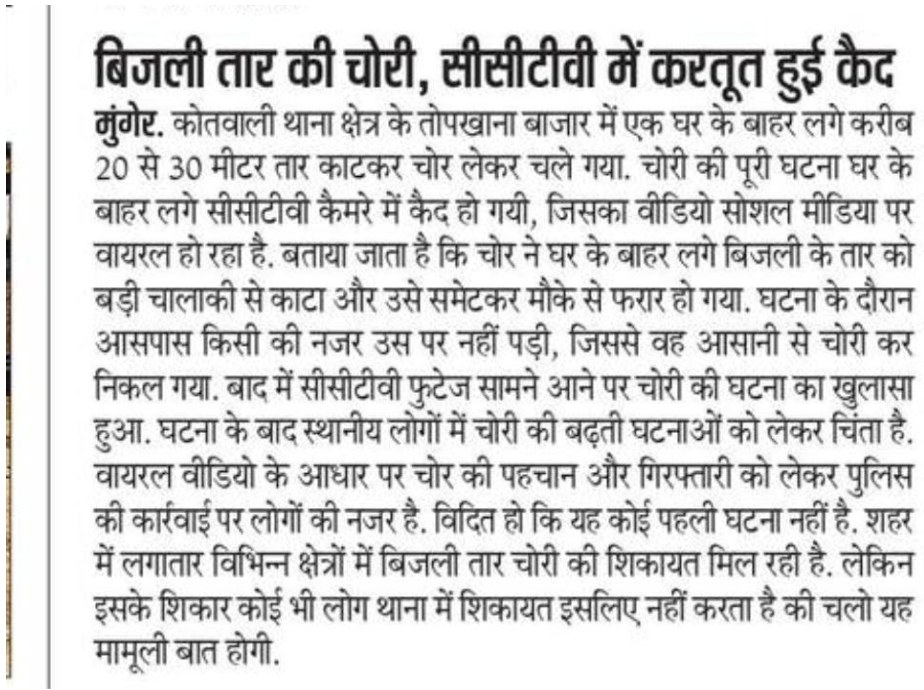 बिजली तार की चोरी, सीसीटीवी में करतूत हुई कैद
मुंगेर. कोतवाली थाना क्षेत्र के तोपखाना बाजार में एक घर के बाहर लगे करीब
20 से 30 मीटर तार काटकर चोर लेकर चले गया. चोरी की पूरी घटना घर के
बाहर लगे सीसीटीवी कैमरे में कैद हो गयी, जिसका वीडियो सोशल मीडिया पर
वायरल हो रहा है. बताया जाता है कि चोर ने घर के बाहर लगे बिजली के तार को
बड़ी चालाकी से काटा और उसे समेटकर मौके से फरार हो गया. घटना के दौरान
आसपास किसी की नजर उस पर नहीं पड़ी, जिससे वह आसानी से चोरी कर
निकल गया. बाद में सीसीटीवी फुटेज सामने आने पर चोरी की घटना का खुलासा
हुआ. घटना के बाद स्थानीय लोगों में चोरी की बढ़ती घटनाओं को लेकर चिंता है.
वायरल वीडियो के आधार पर चोर की पहचान और गिरफ्तारी को लेकर पुलिस
की कार्रवाई पर लोगों की नजर है. विदित हो कि यह कोई पहली घटना नहीं है. शहर
में लगातार विभिन्न क्षेत्रों में बिजली तार चोरी की शिकायत मिल रही है. लेकिन
इसके शिकार कोई भी लोग थाना में शिकायत इसलिए नहीं करता है की चलो यह
मामूली बात होगी.